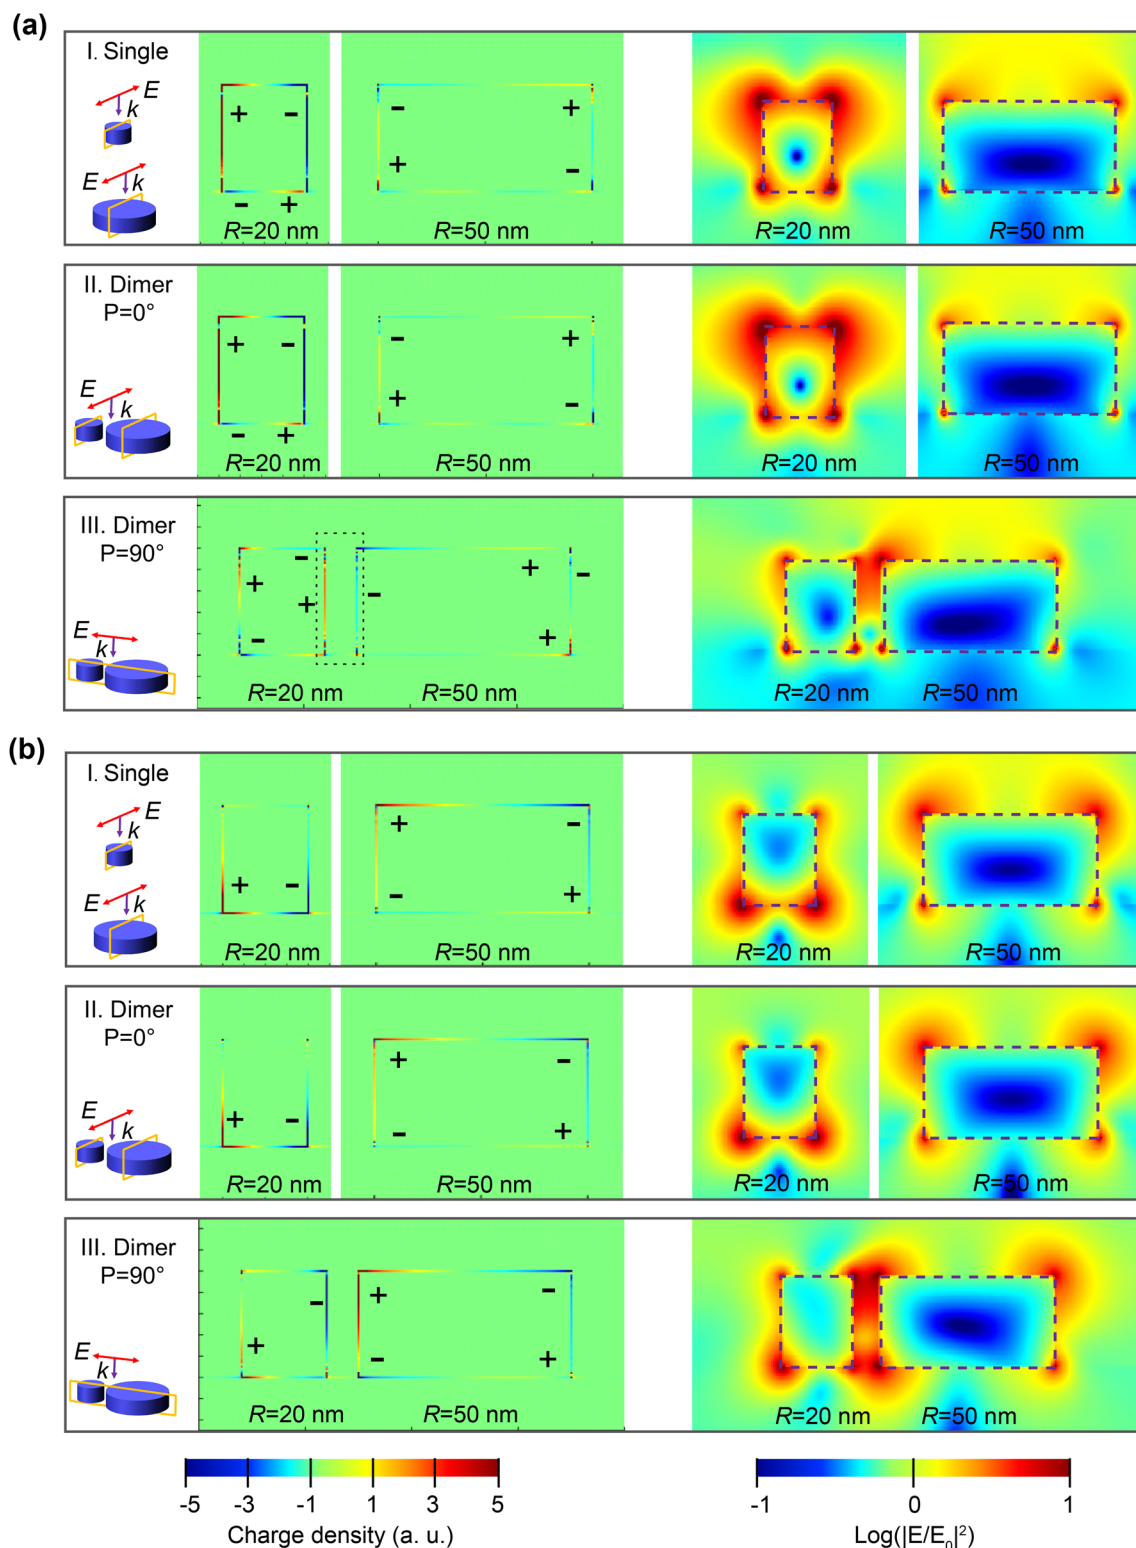 (a)
I. Single
E
k
E
k
+ − − +
+ −
− +
R=20 nm R=50 nm R=20 nm R=50 nm
II. Dimer
P=0°
E
k
+ − − +
+ −
− +
R=20 nm R=50 nm R=20 nm R=50 nm
III. Dimer
P=90°
E
k
− + −
+ + −
− +
R=20 nm R=50 nm R=20 nm R=50 nm
(b)
I. Single
E
k
E
k
+ −
+ − − +
R=20 nm R=50 nm R=20 nm R=50 nm
II. Dimer
P=0°
E
k
+ −
+ − − +
R=20 nm R=50 nm R=20 nm R=50 nm
III. Dimer
P=90°
E
k
− + −
+ − +
R=20 nm R=50 nm R=20 nm R=50 nm
-5 -3 -1 1 3 5
Charge density (a. u.)
-1 0 1
Log(|E/E₀|²)